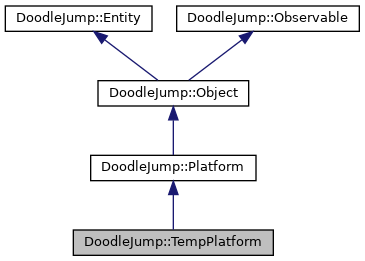 DoodleJump::Entity
DoodleJump::Observable
DoodleJump::Object
DoodleJump::Platform
DoodleJump::TempPlatform